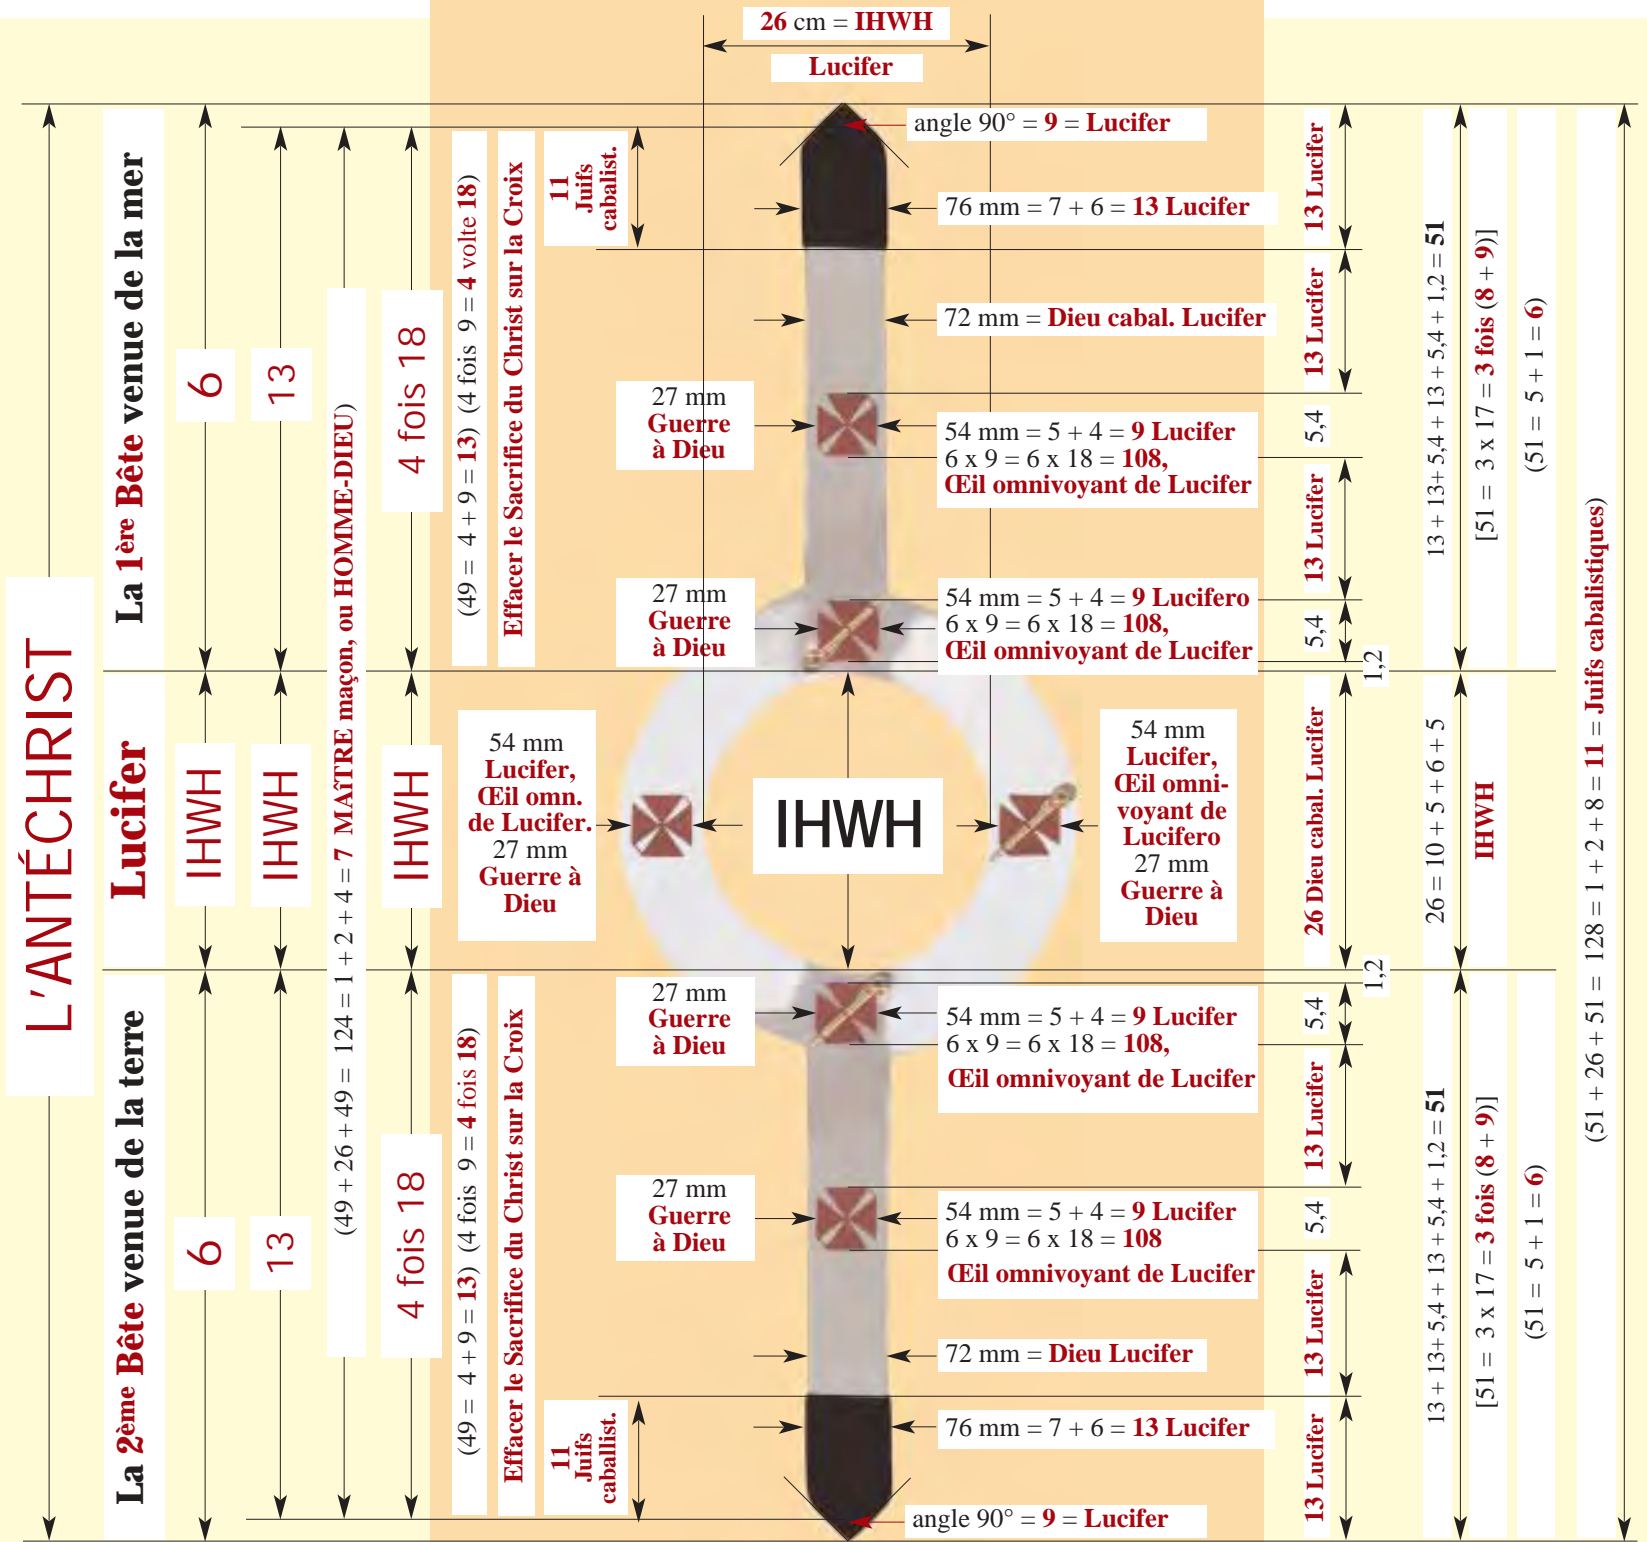 26 cm = IHWH
Lucifer
angle 90° = 9 = Lucifer
76 mm = 7 + 6 = 13 Lucifer
72 mm = Dieu cabal. Lucifer
27 mm
Guerre
à Dieu
54 mm = 5 + 4 = 9 Lucifer
6 x 9 = 6 x 18 = 108,
Œil omnivoyant de Lucifer
27 mm
Guerre
à Dieu
54 mm = 5 + 4 = 9 Lucifero
6 x 9 = 6 x 18 = 108,
Œil omnivoyant de Lucifer
54 mm
Lucifer,
Œil omn.
de Lucifer.
27 mm
Guerre à
Dieu
IHWH
54 mm
Lucifer,
Œil omni-
voyant de
Lucifero
27 mm
Guerre à
Dieu
27 mm
Guerre
à Dieu
54 mm = 5 + 4 = 9 Lucifer
6 x 9 = 6 x 18 = 108,
Œil omnivoyant de Lucifer
27 mm
Guerre
à Dieu
54 mm = 5 + 4 = 9 Lucifer
6 x 9 = 6 x 18 = 108
Œil omnivoyant de Lucifer
72 mm = Dieu Lucifer
76 mm = 7 + 6 = 13 Lucifer
angle 90° = 9 = Lucifer
L'ANTÉCHRIST
La 1ère Bête venue de la mer
Lucifer
La 2ème Bête venue de la terre
6
IHWH
6
13
IHWH
13
(49 + 26 + 49 = 124 = 1 + 2 + 4 = 7 MAÎTRE maçon, ou HOMME-DIEU)
4 fois 18
IHWH
4 fois 18
(49 = 4 + 9 = 13) (4 fois 9 = 4 volte 18)
Effacer le Sacrifice du Christ sur la Croix
11
Juifs
cabalist.
(49 = 4 + 9 = 13) (4 fois 9 = 4 fois 18)
Effacer le Sacrifice du Christ sur la Croix
11
Juifs
caballist.
13 Lucifer
13 Lucifer
5,4
13 Lucifer
5,4
1,2
26 Dieu cabal. Lucifer
1,2
5,4
13 Lucifer
5,4
13 Lucifer
13 Lucifer
13 + 13+ 5,4 + 13 + 5,4 + 1,2 = 51
[51 = 3 x 17 = 3 fois (8 + 9)]
(51 = 5 + 1 = 6)
26 = 10 + 5 + 6 + 5
IHWH
13 + 13+ 5,4 + 13 + 5,4 + 1,2 = 51
[51 = 3 x 17 = 3 fois (8 + 9)]
(51 = 5 + 1 = 6)
(51 + 26 + 51 = 128 = 1 + 2 + 8 = 11 = Juifs cabalistiques)